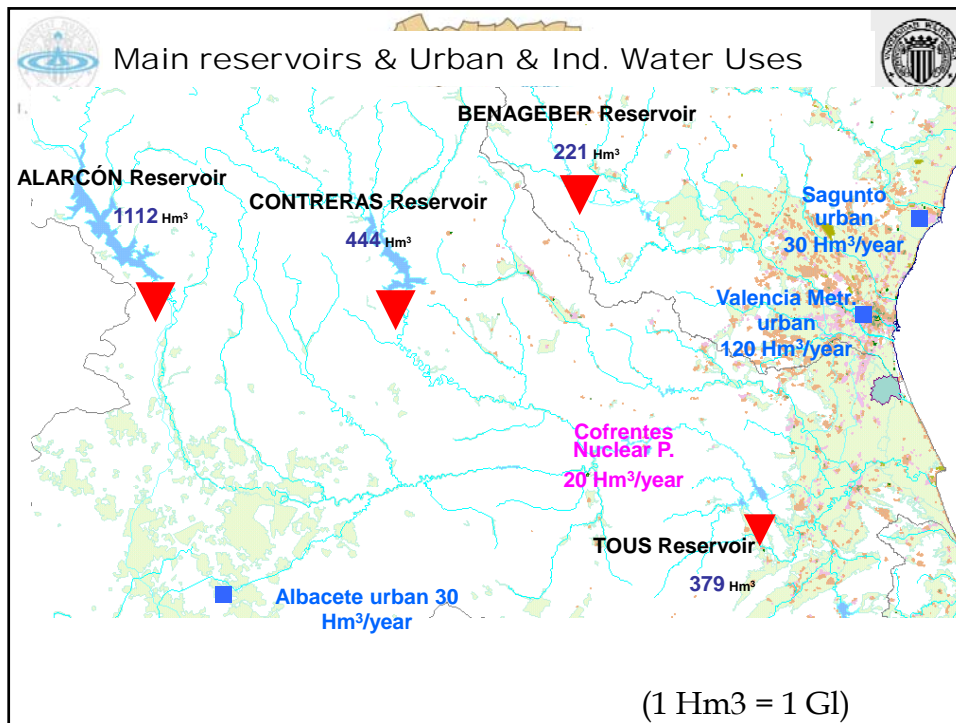 Main reservoirs & Urban & Ind. Water Uses
BENAGEBER Reservoir
221 Hm³
ALARCÓN Reservoir
1112 Hm³
CONTRERAS Reservoir
444 Hm³
Sagunto
urban
30 Hm³/year
Valencia Metr.
urban
120 Hm³/year
Cofrentes
Nuclear P.
20 Hm³/year
TOUS Reservoir
379 Hm³
Albacete urban 30
Hm³/year
(1 Hm3 = 1 Gl)